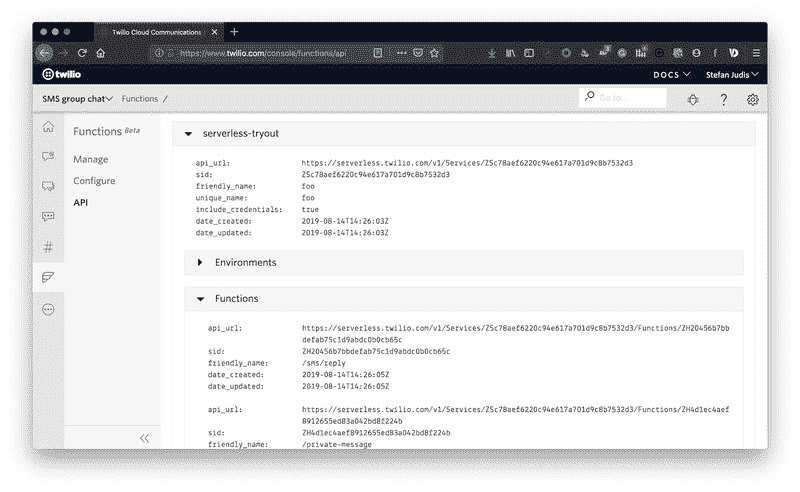 Twilio Cloud Communications
https://www.twilio.com/console/functions/api
twilio
DOCS
Stefan Judis
SMS group chat
Functions /
Go to...
Functions Beta
Manage
Configure
API
serverless-tryout
api_url: https://serverless.twilio.com/v1/Services/ZSc78aef6220c94e617a701d9c8b7532d3
sid: ZSc78aef6220c94e617a701d9c8b7532d3
friendly_name: foo
unique_name: foo
include_credentials: true
date_created: 2019-08-14T14:26:03Z
date_updated: 2019-08-14T14:26:03Z
Environments
Functions
api_url: https://serverless.twilio.com/v1/Services/ZSc78aef6220c94e617a701d9c8b7532d3/Functions/ZH20456b7bb
defab75c1d9abdc0b0cb65c
sid: ZH20456b7bbdefab75c1d9abdc0b0cb65c
friendly_name: /sms/reply
date_created: 2019-08-14T14:26:05Z
date_updated: 2019-08-14T14:26:05Z
api_url: https://serverless.twilio.com/v1/Services/ZSc78aef6220c94e617a701d9c8b7532d3/Functions/ZH4d1ec4aef
8912655ed83a042bd8f224b
sid: ZH4d1ec4aef8912655ed83a042bd8f224b
friendly_name: /private-message